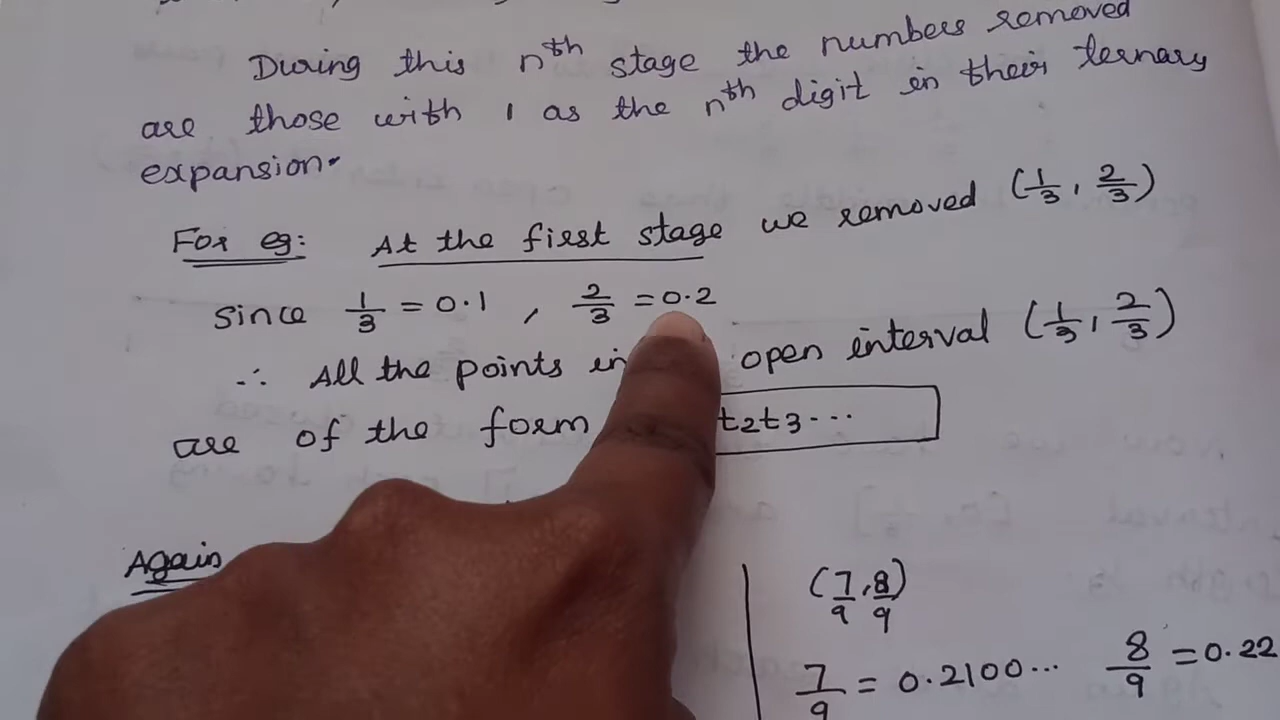 During this nth stage the numbers removed
are those with 1 as the nth digit in their ternary
expansion.
For eg: At the first stage we removed (1/3, 2/3)
Since 1/3 = 0.1 , 2/3 = 0.2
∴ All the points in open interval (1/3, 2/3)
are of the form t2t3...
Again
(7/9, 8/9)
7/9 = 0.2100... 8/9 = 0.22